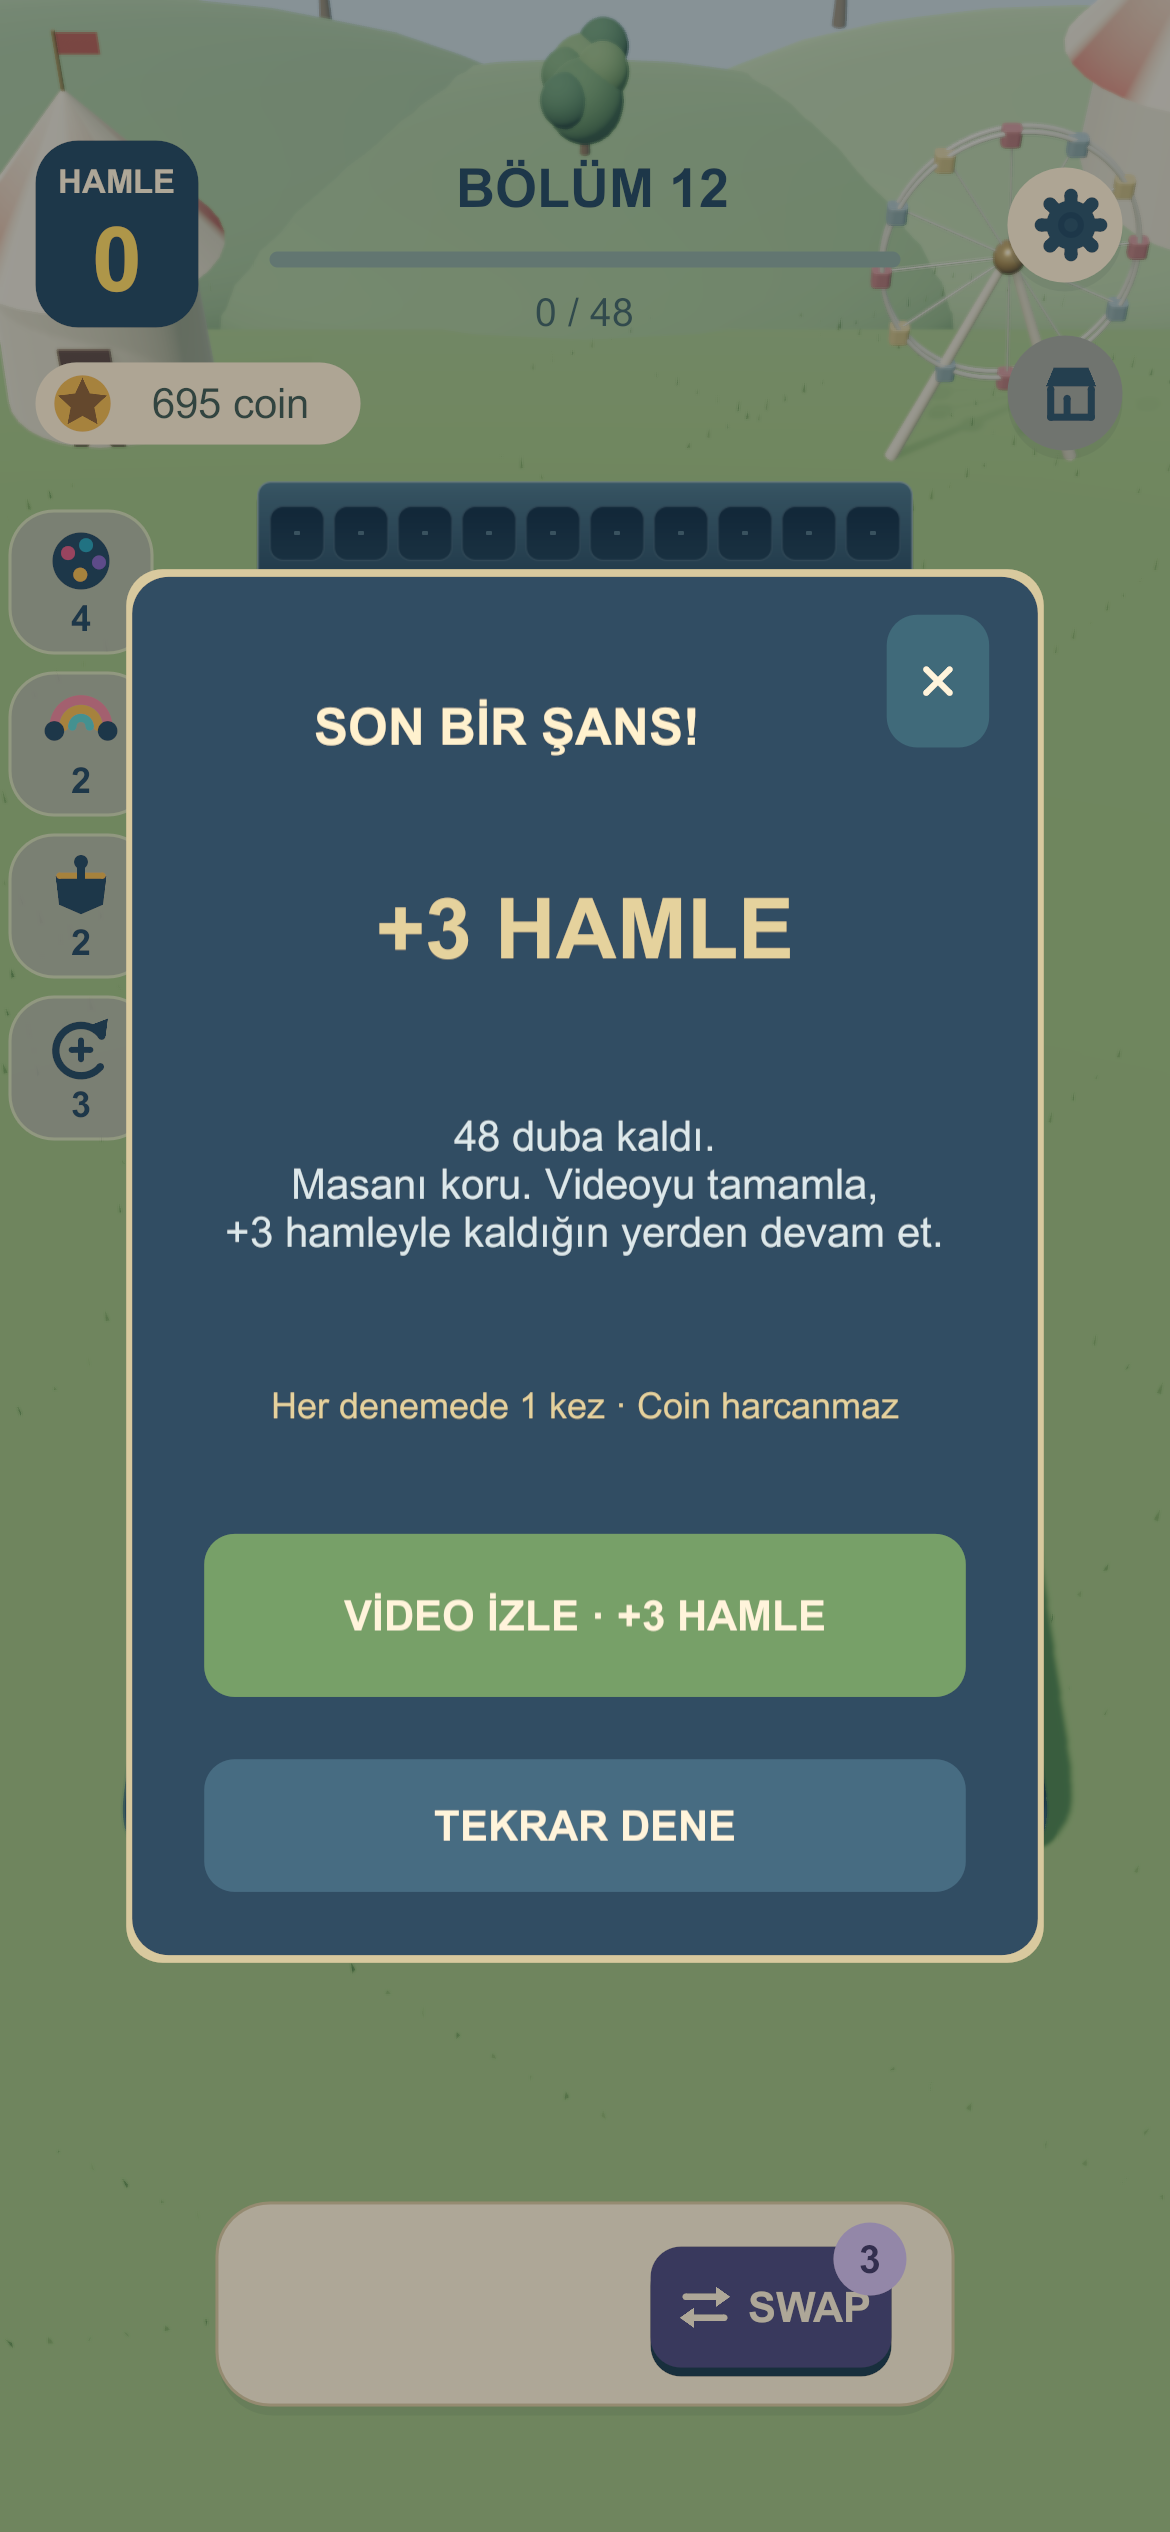 HAMLE
0
BÖLÜM 12
0 / 48
695 coin
4
2
2
3
SON BİR ŞANS!
+3 HAMLE
48 duba kaldı.
Masanı koru. Videoyu tamamla,
+3 hamleyle kaldığın yerden devam et.
Her denemede 1 kez · Coin harcanmaz
VİDEO İZLE · +3 HAMLE
TEKRAR DENE
3
SWAP